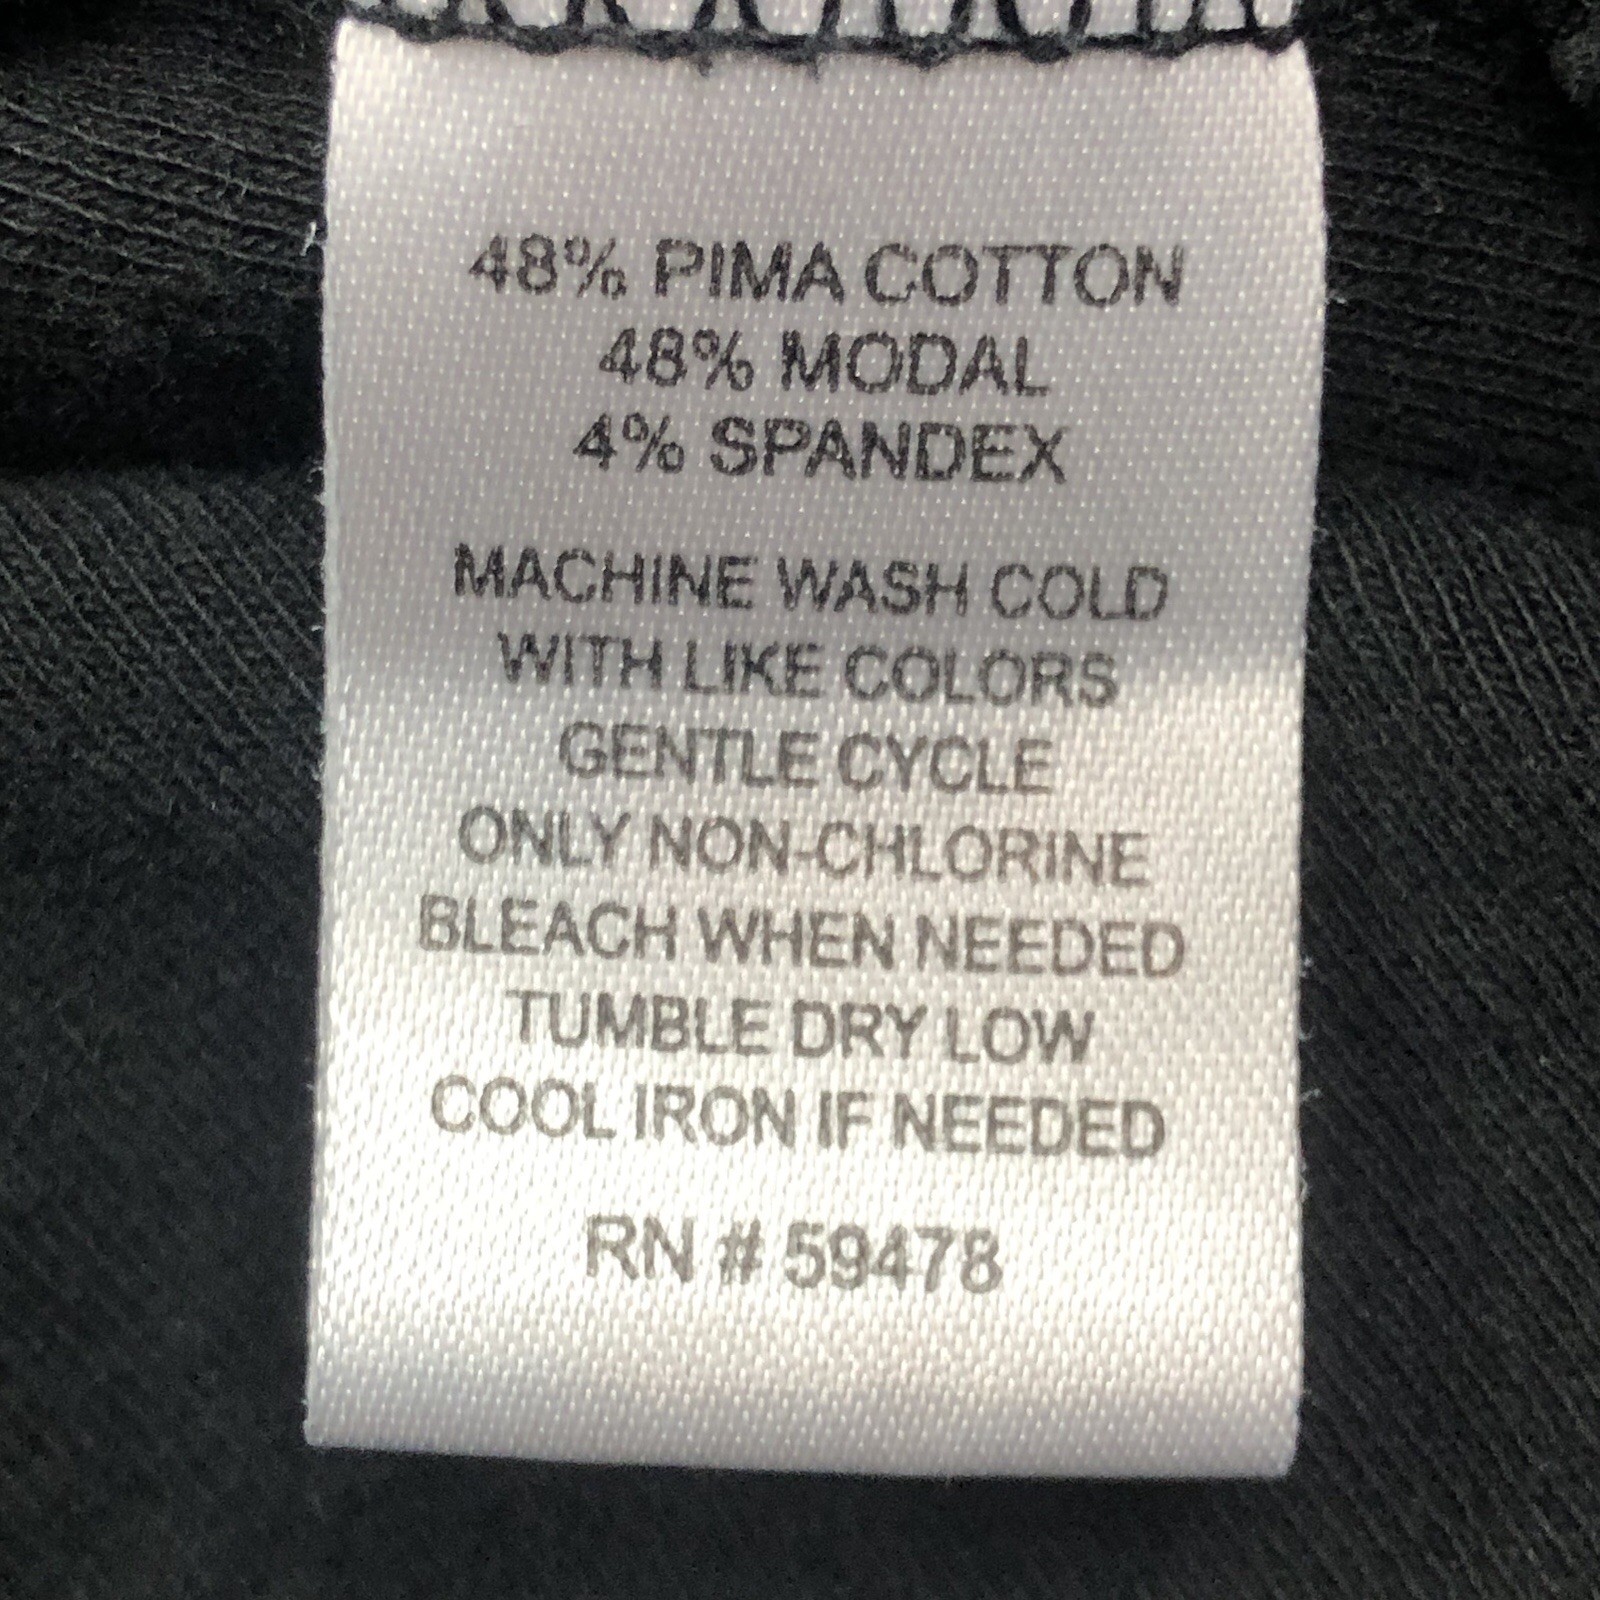 48% PIMA COTTON
48% MODAL
4% SPANDEX
MACHINE WASH COLD
WITH LIKE COLORS
GENTLE CYCLE
ONLY NON-CHLORINE
BLEACH WHEN NEEDED
TUMBLE DRY LOW
COOL IRON IF NEEDED
RN # 59478